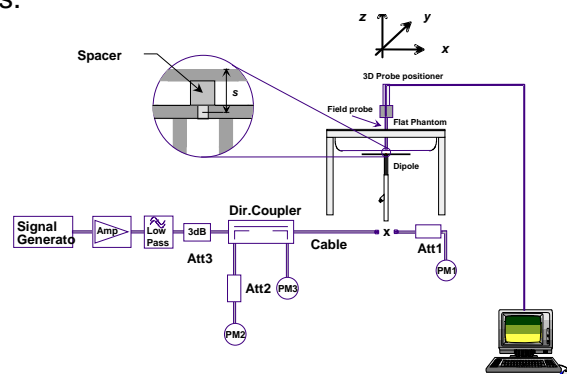 s.
z
y
x
Spacer
s
3D Probe positioner
Field probe
Flat Phantom
Dipole
Dir.Coupler
Signal
Generato
Amp
Low
Pass
3dB
Att3
Cable
x
Att1
PM1
Att2
PM3
PM2